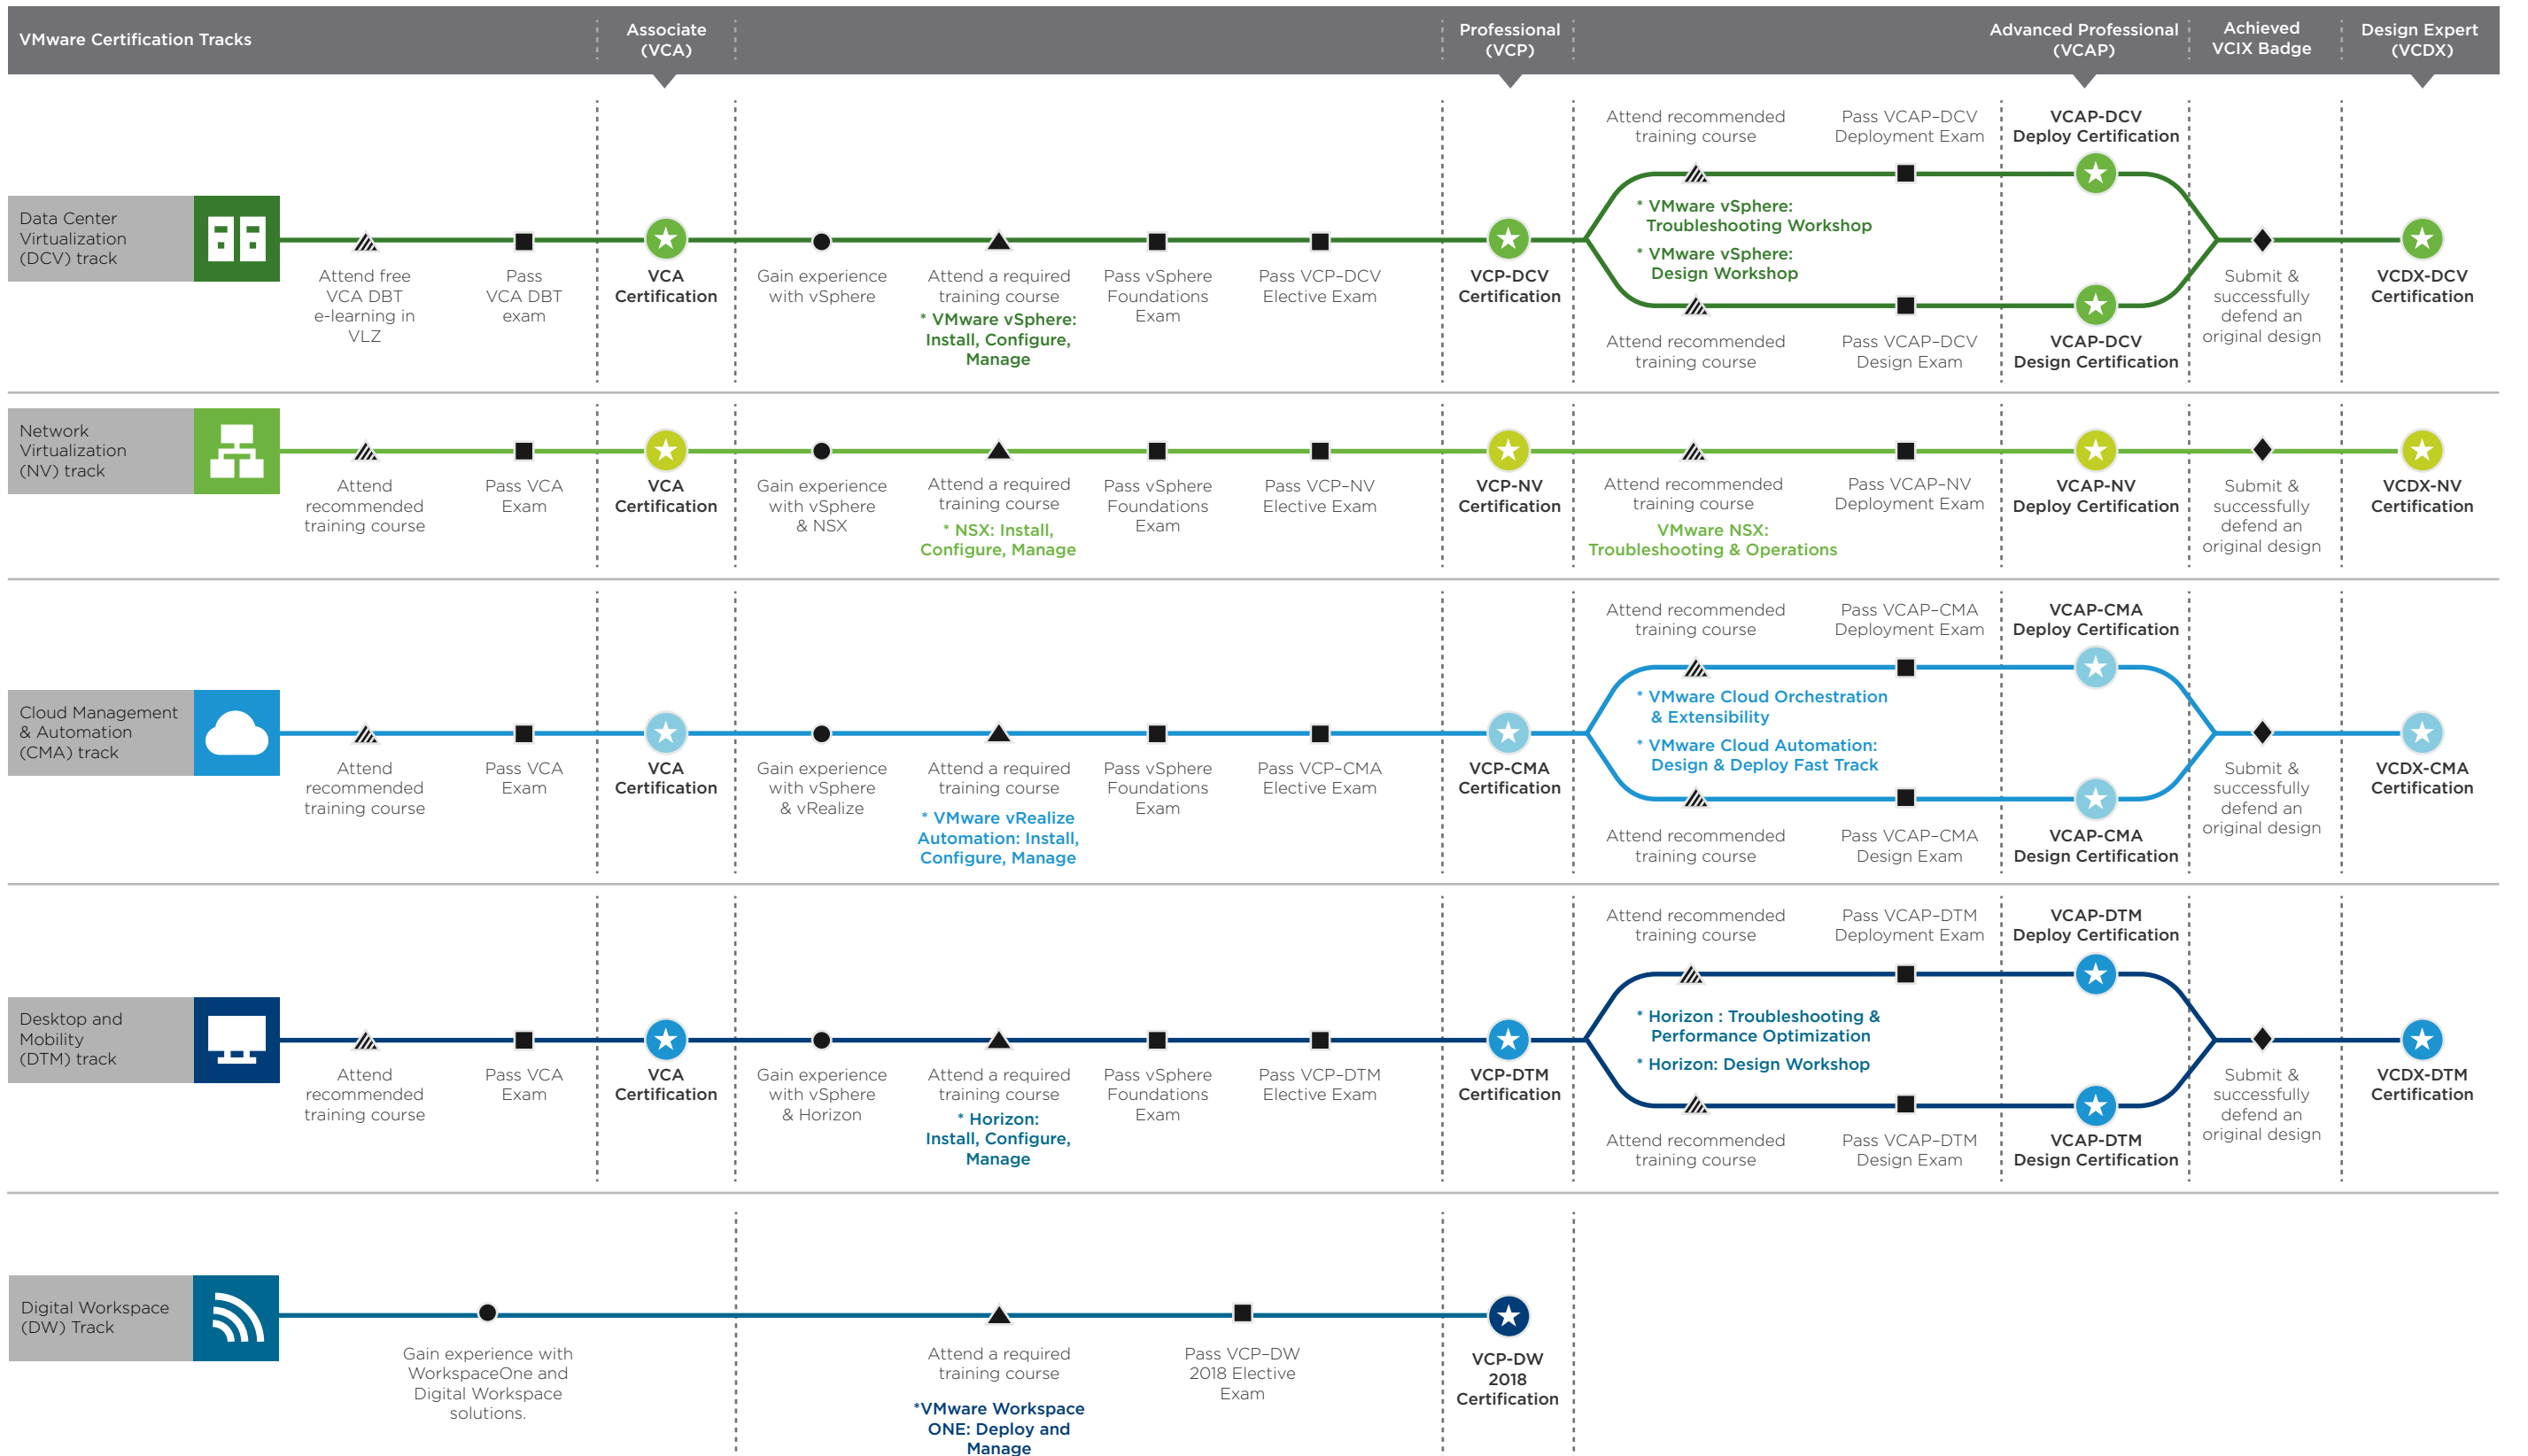 VMware Certification Tracks
Associate
(VCA)
Professional
(VCP)
Advanced Professional
(VCAP)
Achieved
VCIX Badge
Design Expert
(VCDX)
Data Center
Virtualization
(DCV) track
Attend free
VCA DBT
e-learning in
VLZ
Pass
VCA DBT
exam
VCA
Certification
Gain experience
with vSphere
Attend a required
training course
* VMware vSphere:
Install, Configure,
Manage
Pass vSphere
Foundations
Exam
Pass VCP–DCV
Elective Exam
VCP-DCV
Certification
Attend recommended
training course
Pass VCAP–DCV
Deployment Exam
VCAP-DCV
Deploy Certification
* VMware vSphere:
Troubleshooting Workshop
* VMware vSphere:
Design Workshop
Attend recommended
training course
Pass VCAP–DCV
Design Exam
VCAP-DCV
Design Certification
Submit &
successfully
defend an
original design
VCDX-DCV
Certification
Network
Virtualization
(NV) track
Attend
recommended
training course
Pass VCA
Exam
VCA
Certification
Gain experience
with vSphere
& NSX
Attend a required
training course
* NSX: Install,
Configure, Manage
Pass vSphere
Foundations
Exam
Pass VCP–NV
Elective Exam
VCP-NV
Certification
Attend recommended
training course
VMware NSX:
Troubleshooting & Operations
Pass VCAP–NV
Deployment Exam
VCAP-NV
Deploy Certification
Submit &
successfully
defend an
original design
VCDX-NV
Certification
Cloud Management
& Automation
(CMA) track
Attend
recommended
training course
Pass VCA
Exam
VCA
Certification
Gain experience
with vSphere
& vRealize
Attend a required
training course
* VMware vRealize
Automation: Install,
Configure, Manage
Pass vSphere
Foundations
Exam
Pass VCP–CMA
Elective Exam
VCP-CMA
Certification
Attend recommended
training course
Pass VCAP–CMA
Deployment Exam
VCAP-CMA
Deploy Certification
* VMware Cloud Orchestration
& Extensibility
* VMware Cloud Automation:
Design & Deploy Fast Track
Attend recommended
training course
Pass VCAP–CMA
Design Exam
VCAP-CMA
Design Certification
Submit &
successfully
defend an
original design
VCDX-CMA
Certification
Desktop and
Mobility
(DTM) track
Attend
recommended
training course
Pass VCA
Exam
VCA
Certification
Gain experience
with vSphere
& Horizon
Attend a required
training course
* Horizon:
Install, Configure,
Manage
Pass vSphere
Foundations
Exam
Pass VCP–DTM
Elective Exam
VCP-DTM
Certification
Attend recommended
training course
Pass VCAP–DTM
Deployment Exam
VCAP-DTM
Deploy Certification
* Horizon : Troubleshooting &
Performance Optimization
* Horizon: Design Workshop
Attend recommended
training course
Pass VCAP–DTM
Design Exam
VCAP-DTM
Design Certification
Submit &
successfully
defend an
original design
VCDX-DTM
Certification
Digital Workspace
(DW) Track
Gain experience with
WorkspaceOne and
Digital Workspace
solutions.
Attend a required
training course
*VMware Workspace
ONE: Deploy and
Manage
Pass VCP–DW
2018 Elective
Exam
VCP-DW
2018
Certification